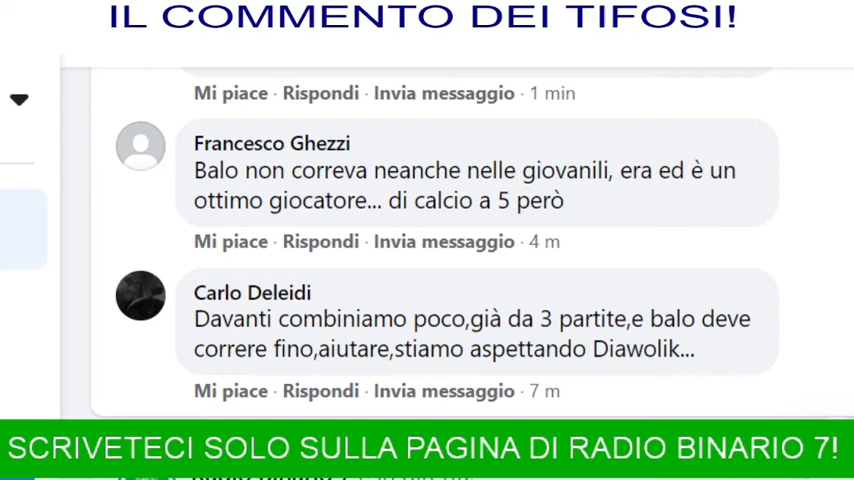 IL COMMENTO DEI TIFOSI!
Mi piace · Rispondi · Invia messaggio · 1 min
Francesco Ghezzi
Balo non correva neanche nelle giovanili, era ed è un
ottimo giocatore... di calcio a 5 però
Mi piace · Rispondi · Invia messaggio · 4 m
Carlo Deleidi
Davanti combiniamo poco,già da 3 partite,e balo deve
correre fino,aiutare,stiamo aspettando Diawolik...
Mi piace · Rispondi · Invia messaggio · 7 m
SCRIVETECI SOLO SULLA PAGINA DI RADIO BINARIO 7!